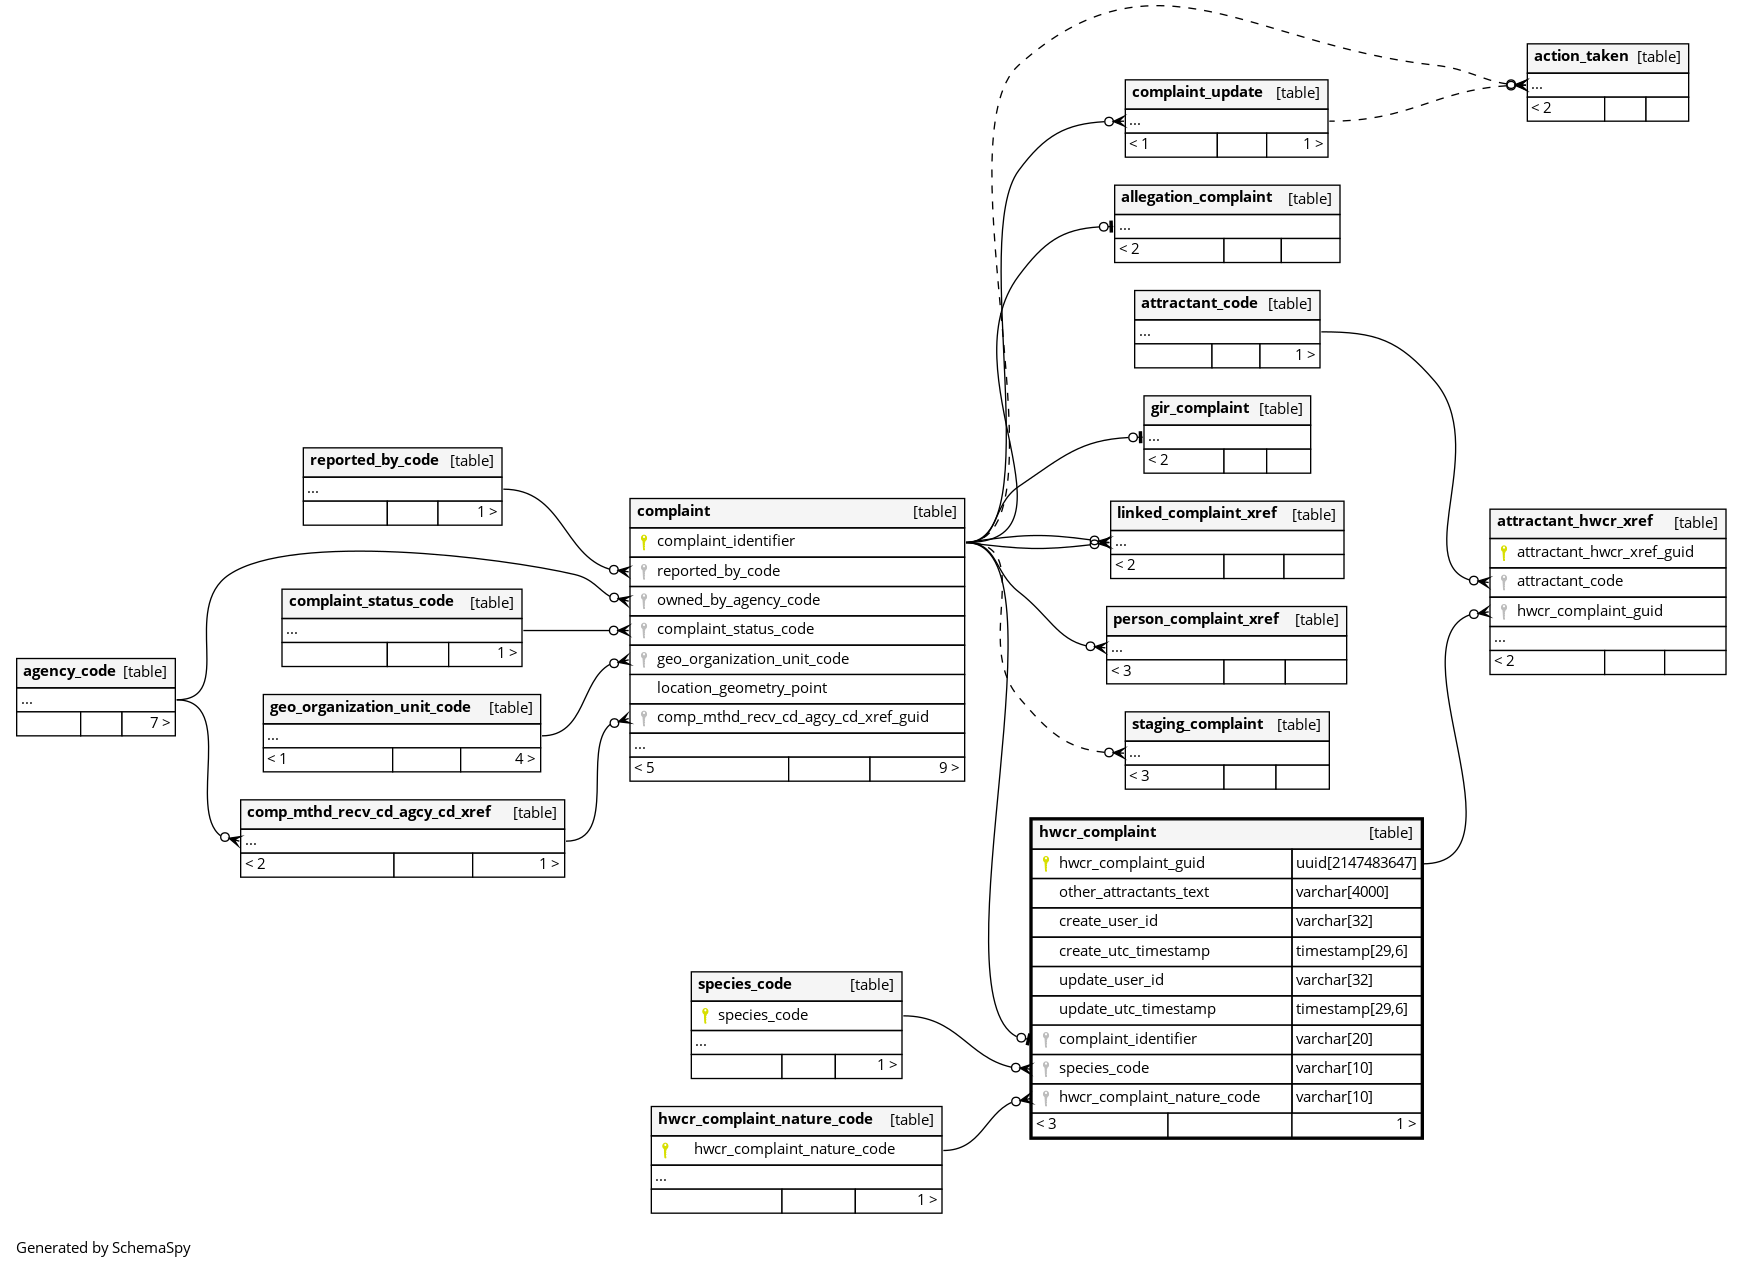 action_taken [table]
...
< 2
complaint_update [table]
...
< 1 1 >
allegation_complaint [table]
...
< 2
attractant_code [table]
...
1 >
gir_complaint [table]
...
< 2
reported_by_code [table]
...
1 >
complaint [table]
complaint_identifier
reported_by_code
owned_by_agency_code
complaint_status_code
geo_organization_unit_code
location_geometry_point
comp_mthd_recv_cd_agcy_cd_xref_guid
...
< 5 9 >
linked_complaint_xref [table]
...
< 2
attractant_hwcr_xref [table]
attractant_hwcr_xref_guid
attractant_code
hwcr_complaint_guid
...
< 2
complaint_status_code [table]
...
1 >
person_complaint_xref [table]
...
< 3
agency_code [table]
...
7 >
geo_organization_unit_code [table]
...
< 1 4 >
staging_complaint [table]
...
< 3
comp_mthd_recv_cd_agcy_cd_xref [table]
...
< 2 1 >
hwcr_complaint [table]
hwcr_complaint_guid uuid[2147483647]
other_attractants_text varchar[4000]
create_user_id varchar[32]
create_utc_timestamp timestamp[29,6]
update_user_id varchar[32]
update_utc_timestamp timestamp[29,6]
complaint_identifier varchar[20]
species_code varchar[10]
hwcr_complaint_nature_code varchar[10]
< 3 1 >
species_code [table]
species_code
...
1 >
hwcr_complaint_nature_code [table]
hwcr_complaint_nature_code
...
1 >
Generated by SchemaSpy